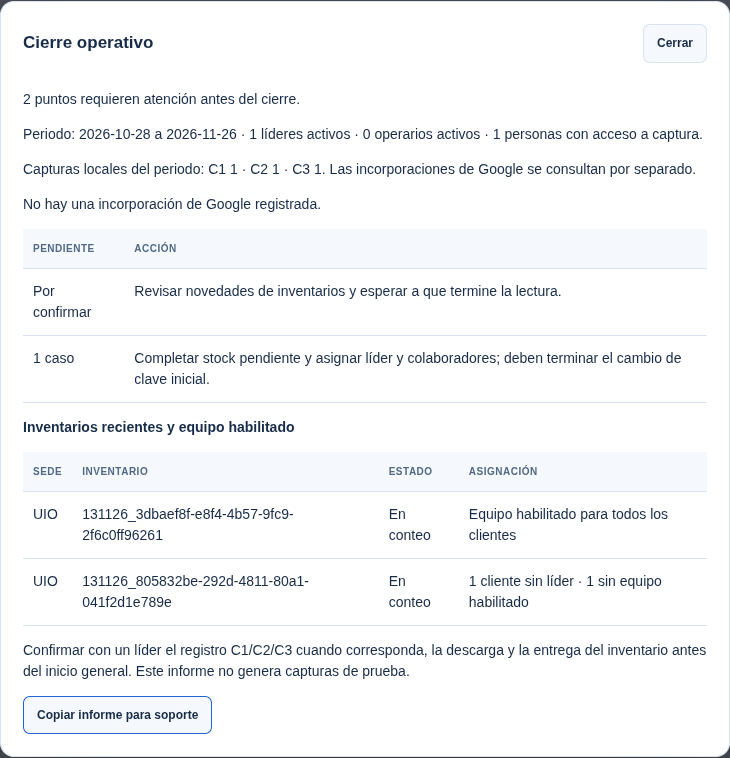 Cierre operativo
Cerrar
2 puntos requieren atención antes del cierre.
Periodo: 2026-10-28 a 2026-11-26 · 1 líderes activos · 0 operarios activos · 1 personas con acceso a captura.
Capturas locales del periodo: C1 1 · C2 1 · C3 1. Las incorporaciones de Google se consultan por separado.
No hay una incorporación de Google registrada.
PENDIENTE ACCIÓN
Por confirmar Revisar novedades de inventarios y esperar a que termine la lectura.
1 caso Completar stock pendiente y asignar líder y colaboradores; deben terminar el cambio de
clave inicial.
Inventarios recientes y equipo habilitado
SEDE INVENTARIO ESTADO ASIGNACIÓN
UIO 131126_3dbaef8f-e8f4-4b57-9fc9- En Equipo habilitado para todos los
2f6c0ff96261 conteo clientes
UIO 131126_805832be-292d-4811-80a1- En 1 cliente sin líder · 1 sin equipo
041f2d1e789e conteo habilitado
Confirmar con un líder el registro C1/C2/C3 cuando corresponda, la descarga y la entrega del inventario antes
del inicio general. Este informe no genera capturas de prueba.
Copiar informe para soporte